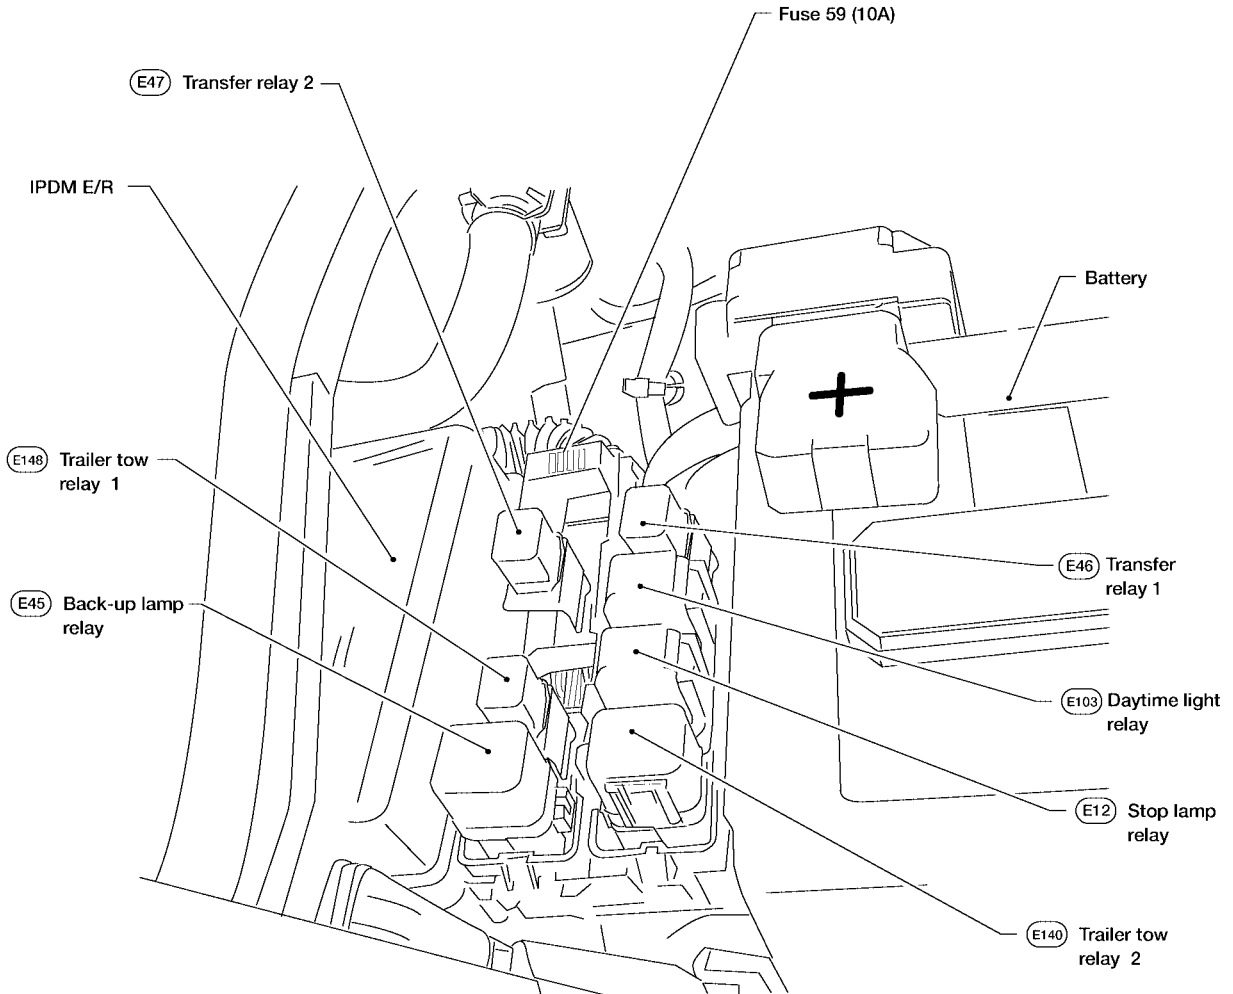 Fuse 59 (10A)
E47 Transfer relay 2
IPDM E/R
Battery
E148 Trailer tow
relay 1
E46 Transfer
relay 1
E45 Back-up lamp
relay
E103 Daytime light
relay
E12 Stop lamp
relay
E140 Trailer tow
relay 2